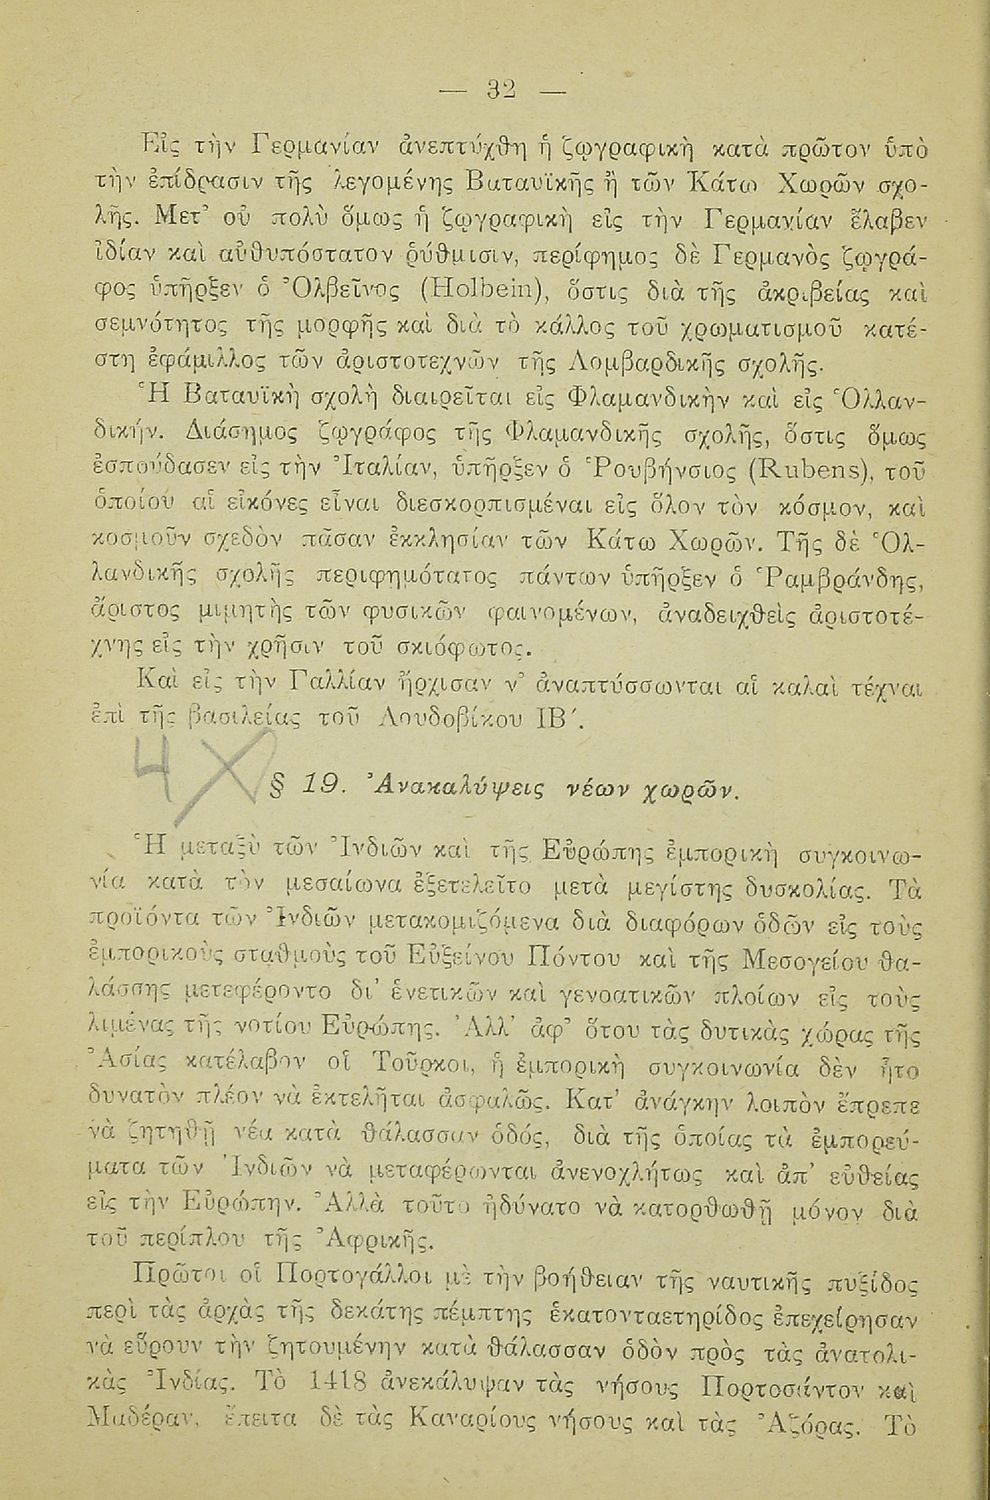 — 32 —
Εἰς τὴν Γερμανίαν ἀνεπτύχθη ἡ ζῳγραφικὴ κατὰ πρῶτον ὑπὸ
τὴν ἐπίδρασιν τῆς λεγομένης Βαταυϊκῆς ἢ τῶν Κάτω Χωρῶν σχο-
λῆς. Μετ’ οὐ πολὺ ὅμως ἡ ζῳγραφικὴ εἰς τὴν Γερμανίαν ἔλαβεν
ἰδίαν καὶ αὐθυπόστατον ῥύθμισιν, περίφημος δὲ Γερμανὸς ζῳγρά-
φος ὑπῆρξεν ὁ Ὀλβεῖνος (Holbein), ὅστις διὰ τῆς ἀκριβείας καὶ
σεμνότητος τῆς μορφῆς καὶ διὰ τὸ κάλλος τοῦ χρωματισμοῦ κατέ-
στη ἐφάμιλλος τῶν ἀριστοτεχνῶν τῆς Λομβαρδικῆς σχολῆς.
Ἡ Βαταυϊκὴ σχολὴ διαιρεῖται εἰς Φλαμανδικὴν καὶ εἰς Ὁλλαν-
δικήν. Διάσημος ζῳγράφος τῆς Φλαμανδικῆς σχολῆς, ὅστις ὅμως
ἐσπούδασεν εἰς τὴν Ἰταλίαν, ὑπῆρξεν ὁ Ῥουβήνσιος (Rubens), τοῦ
ὁποίου αἱ εἰκόνες εἶναι διεσκορπισμέναι εἰς ὅλον τὸν κόσμον, καὶ
κοσμοῦν σχεδὸν πᾶσαν ἐκκλησίαν τῶν Κάτω Χωρῶν. Τῆς δὲ Ὁλ-
λανδικῆς σχολῆς περιφημότατος πάντων ὑπῆρξεν ὁ Ῥαμβράνδης,
ἄριστος μιμητὴς τῶν φυσικῶν φαινομένων, ἀναδειχθεὶς ἀριστοτέ-
χνης εἰς τὴν χρῆσιν τοῦ σκιόφωτος.
Καὶ εἰς τὴν Γαλλίαν ἤρχισαν ν’ ἀναπτύσσωνται αἱ καλαὶ τέχναι
ἐπὶ τῆς βασιλείας τοῦ Λουδοβίκου ΙΒ΄.
4 X
§ 19. Ἀνακαλύψεις νέων χωρῶν.
Ἡ μεταξὺ τῶν Ἰνδιῶν καὶ τῆς Εὐρώπης ἐμπορικὴ συγκοινω-
νία κατὰ τὸν μεσαίωνα ἐξετελεῖτο μετὰ μεγίστης δυσκολίας. Τὰ
προϊόντα τῶν Ἰνδιῶν μετακομιζόμενα διὰ διαφόρων ὁδῶν εἰς τοὺς
ἐμπορικοὺς σταθμοὺς τοῦ Εὐξείνου Πόντου καὶ τῆς Μεσογείου θα-
λάσσης μετεφέροντο δι’ ἑνετικῶν καὶ γενοατικῶν πλοίων εἰς τοὺς
λιμένας τῆς νοτίου Εὐρώπης. Ἀλλ’ ἀφ’ ὅτου τὰς δυτικὰς χώρας τῆς
Ἀσίας κατέλαβον οἱ Τοῦρκοι, ἡ ἐμπορικὴ συγκοινωνία δὲν ἦτο
δυνατὸν πλέον νὰ ἐκτελῆται ἀσφαλῶς. Κατ’ ἀνάγκην λοιπὸν ἔπρεπε
νὰ ζητηθῇ νέα κατὰ θάλασσαν ὁδός, διὰ τῆς ὁποίας τὰ ἐμπορεύ-
ματα τῶν Ἰνδιῶν νὰ μεταφέρωνται ἀνενοχλήτως καὶ ἀπ’ εὐθείας
εἰς τὴν Εὐρώπην. Ἀλλὰ τοῦτο ἠδύνατο νὰ κατορθωθῇ μόνον διὰ
τοῦ περίπλου τῆς Ἀφρικῆς.
Πρῶτοι οἱ Πορτογάλλοι μὲ τὴν βοήθειαν τῆς ναυτικῆς πυξίδος
περὶ τὰς ἀρχὰς τῆς δεκάτης πέμπτης ἑκατονταετηρίδος ἐπεχείρησαν
νὰ εὕρουν τὴν ζητουμένην κατὰ θάλασσαν ὁδὸν πρὸς τὰς ἀνατολι-
κὰς Ἰνδίας. Τὸ 1418 ἀνεκάλυψαν τὰς νήσους Πορτοσάντον καὶ
Μαδέραν, ἔπειτα δὲ τὰς Καναρίους νήσους καὶ τὰς Ἀζόρας. Τὸ